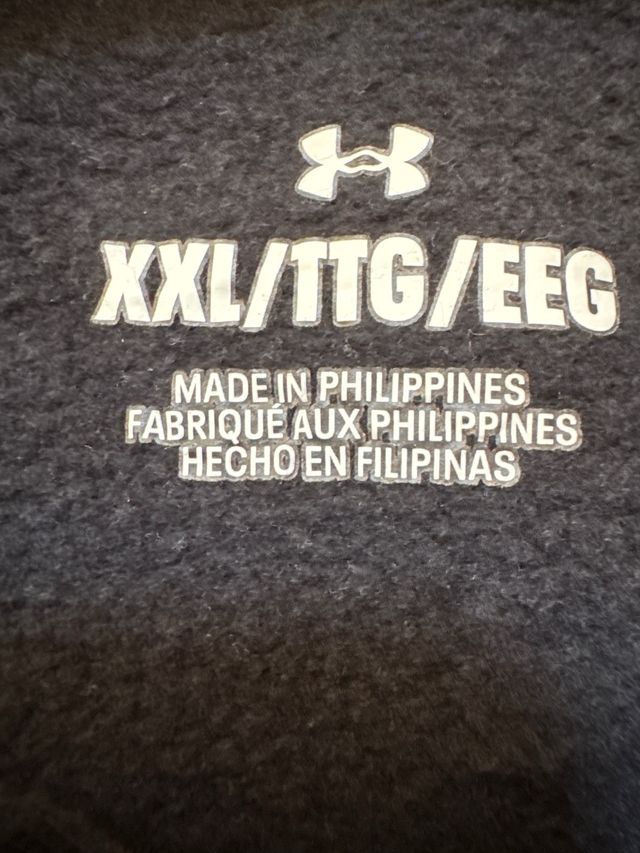 XXL/TTG/EEG
MADE IN PHILIPPINES
FABRIQUÉ AUX PHILIPPINES
HECHO EN FILIPINAS